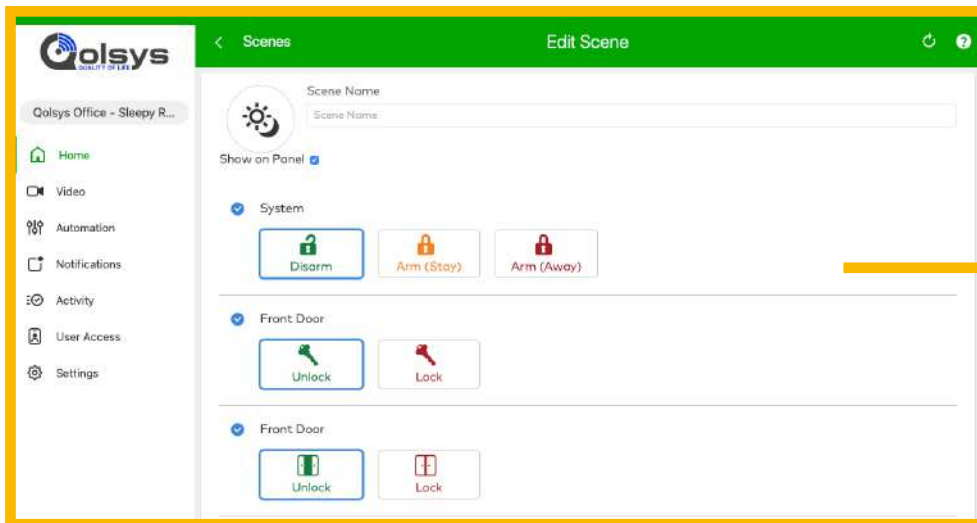 Qolsys
QUALITY OF LIFE
Qolsys Office - Sleepy R...
Home
Video
Automation
Notifications
Activity
User Access
Settings
Scenes
Edit Scene
Scene Name
Scene Name
Show on Panel
System
Disarm
Arm (Stay)
Arm (Away)
Front Door
Unlock
Lock
Front Door
Unlock
Lock